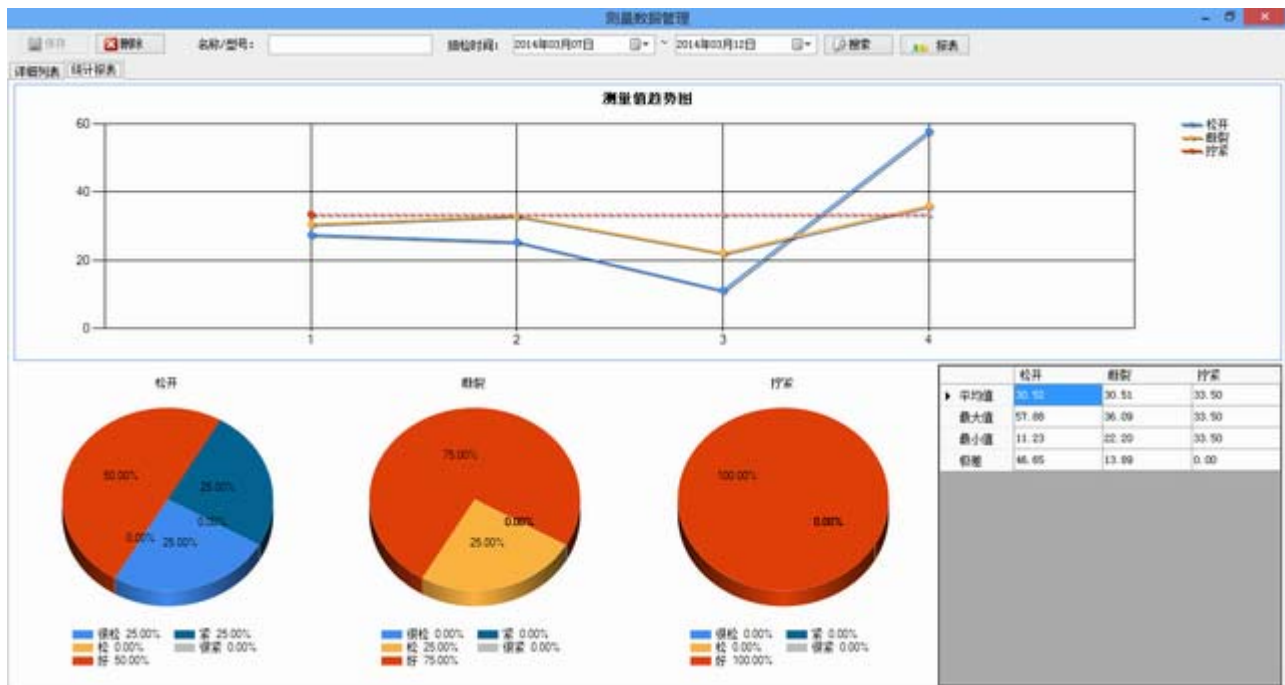 测量数据管理
保存 删除 名称/型号: 抽检时间: 2014年03月07日 ~ 2014年03月12日 搜索 报表
详细列表 统计报表
测量值趋势图
60
40
20
0
1 2 3 4
松开
断裂
拧紧
松开
50.00% 25.00% 0.00% 0.00% 25.00%
很松 25.00% 紧 25.00%
松 0.00% 很紧 0.00%
好 50.00%
断裂
75.00% 0.00% 25.00%
很松 0.00% 紧 0.00%
松 25.00% 很紧 0.00%
好 75.00%
拧紧
100.00% 0.00%
很松 0.00% 紧 0.00%
松 0.00% 很紧 0.00%
好 100.00%
松开 断裂 拧紧
平均值 30.51 33.50
最大值 57.88 36.09 33.50
最小值 11.23 22.20 33.50
极差 46.65 13.89 0.00